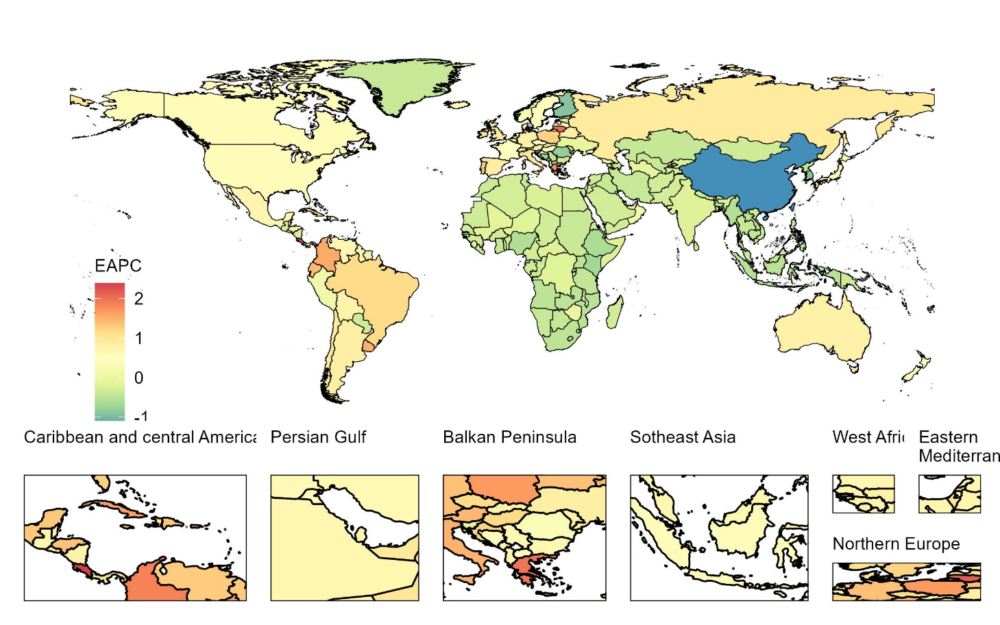 EAPC
2
1
0
-1
Caribbean and central America
Persian Gulf
Balkan Peninsula
Sotheast Asia
West Afri
Eastern
Mediterran
Northern Europe